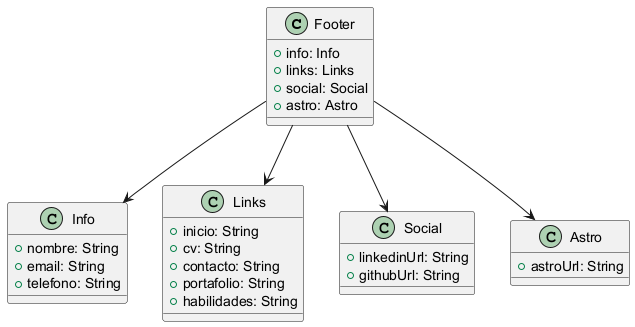 C Footer
info: Info
links: Links
social: Social
astro: Astro
C Info
nombre: String
email: String
telefono: String
C Links
inicio: String
cv: String
contacto: String
portafolio: String
habilidades: String
C Social
linkedinUrl: String
githubUrl: String
C Astro
astroUrl: String